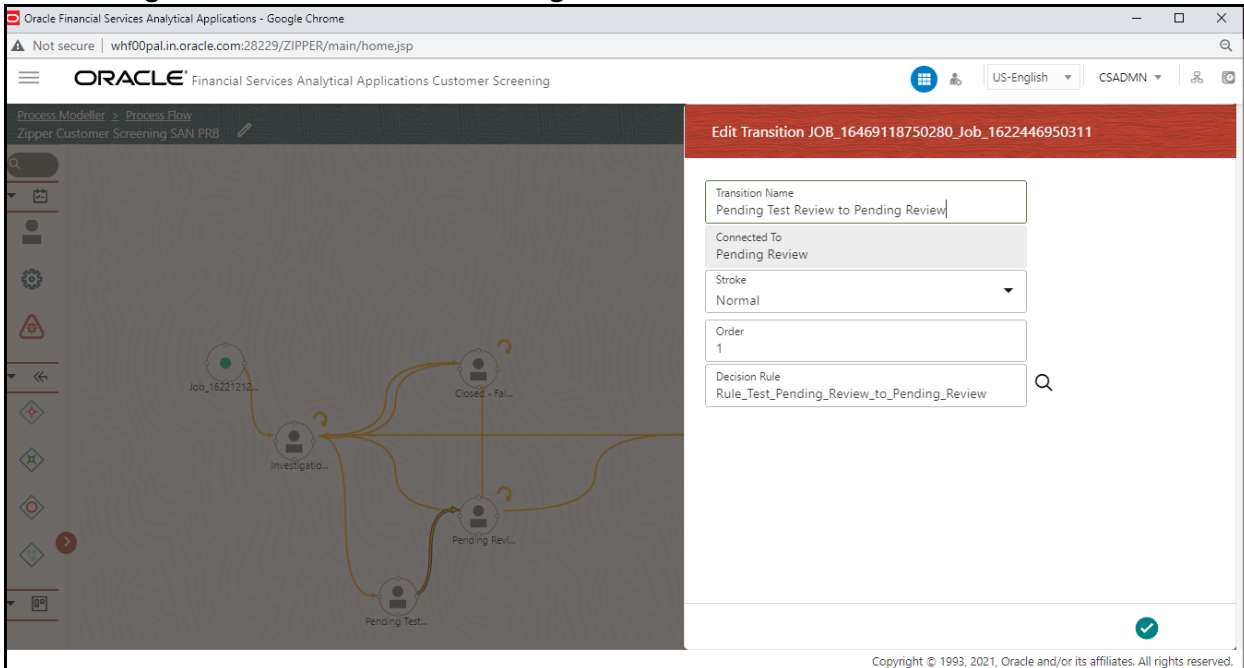 Oracle Financial Services Analytical Applications - Google Chrome
Not secure | whf00pal.in.oracle.com:28229/ZIPPER/main/home.jsp
ORACLE® Financial Services Analytical Applications Customer Screening
US-English
CSADMN
Process Modeller > Process Flow
Zipper Customer Screening SAN PRB
Edit Transition JOB_16469118750280_Job_1622446950311
Transition Name
Pending Test Review to Pending Review
Connected To
Pending Review
Stroke
Normal
Order
1
Decision Rule
Rule_Test_Pending_Review_to_Pending_Review
Job_16221212...
Closed - Fal...
Investigatio...
Pending Revi...
Pending Test...
Copyright © 1993, 2021, Oracle and/or its affiliates. All rights reserved.